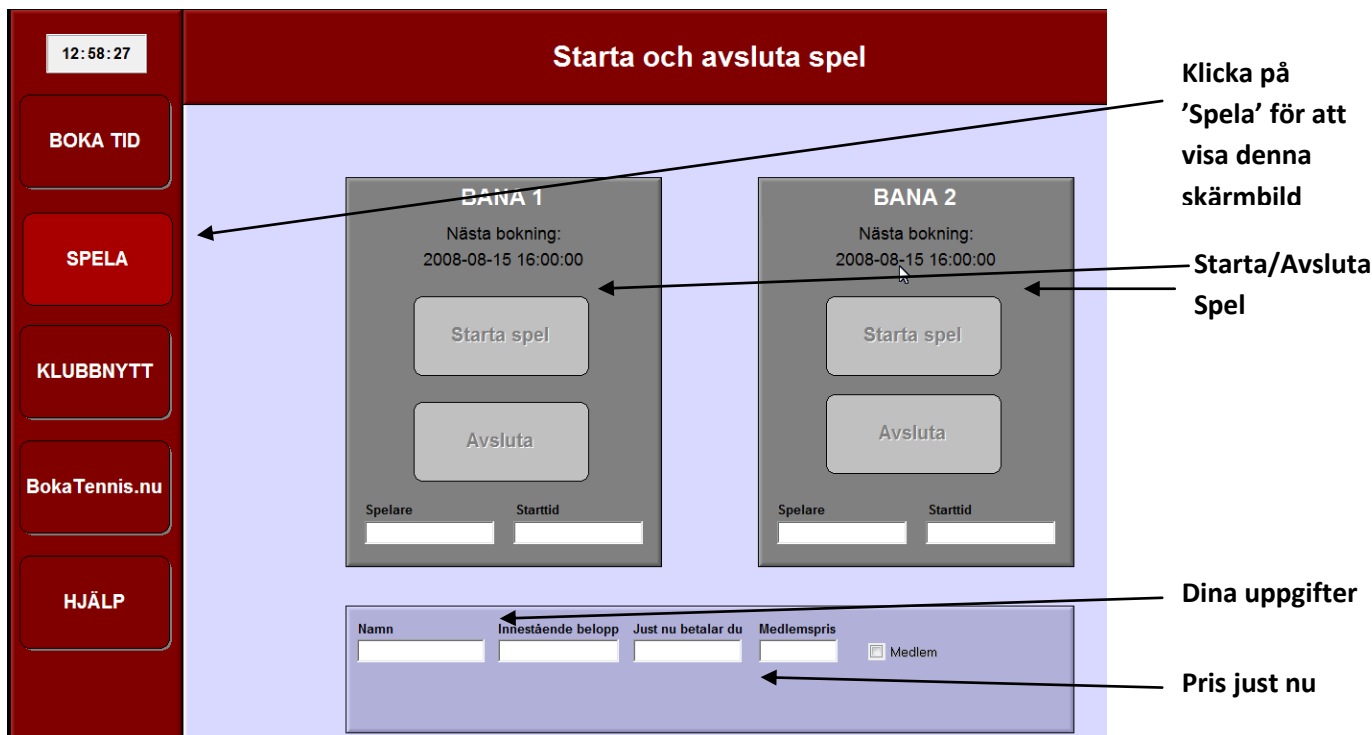 12:58:27
Starta och avsluta spel
BOKA TID
SPELA
KLUBBNYTT
BokaTennis.nu
HJÄLP
BANA 1
Nästa bokning:
2008-08-15 16:00:00
Starta spel
Avsluta
Spelare Starttid
BANA 2
Nästa bokning:
2008-08-15 16:00:00
Starta spel
Avsluta
Spelare Starttid
Namn Innestående belopp Just nu betalar du Medlemspris
Medlem
Klicka på
’Spela’ för att
visa denna
skärmbild
Starta/Avsluta
Spel
Dina uppgifter
Pris just nu